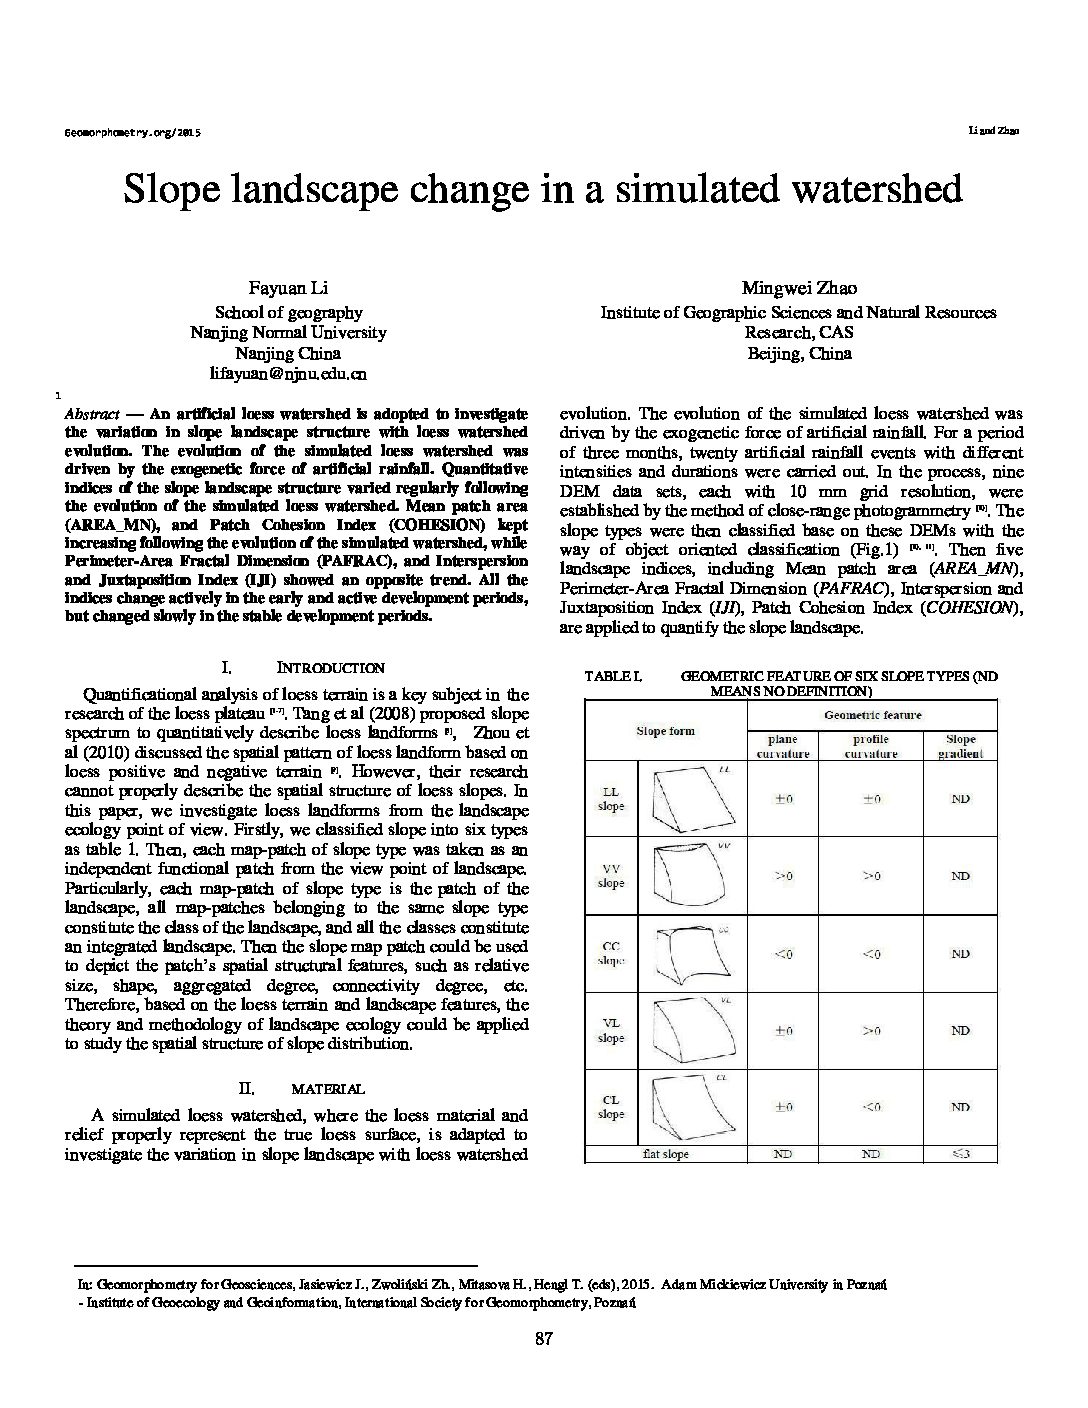 Geomorphometry.org/2015
Li and Zhao
Slope landscape change in a simulated watershed
Fayuan Li
School of geography
Nanjing Normal University
Nanjing China
lifayuan@njnu.edu.cn
Mingwei Zhao
Institute of Geographic Sciences and Natural Resources
Research, CAS
Beijing, China
1
Abstract — An artificial loess watershed is adopted to investigate
the variation in slope landscape structure with loess watershed
evolution. The evolution of the simulated loess watershed was
driven by the exogenetic force of artificial rainfall. Quantitative
indices of the slope landscape structure varied regularly following
the evolution of the simulated watershed. Mean patch area
(AREA_MN), and Patch Cohesion Index (COHESION) kept
increasing following the evolution of the simulated watershed, while
Perimeter-Area Fractal Dimension (PAFRAC), and Interspersion
and Juxtaposition Index (IJI) showed an opposite trend. All the
indices change actively in the early and active development periods,
but changed slowly in the stable development periods.
I. INTRODUCTION
Quantificational analysis of loess terrain is a key subject in the
research of the loess plateau [1-7]. Tang et al (2008) proposed slope
spectrum to quantitatively describe loess landforms, Zhou et
al (2010) discussed the spatial pattern of loess landform based on
loess positive and negative terrain. However, their research
cannot properly describe the spatial structure of loess slopes. In
this paper, we investigate loess landforms from the landscape
ecology point of view. Firstly, we classified slope into six types
as table 1. Then, each map-patch of slope type was taken as an
independent functional patch from the view point of landscape.
Particularly, each map-patch of slope type is the patch of the
landscape, all map-patches belonging to the same slope type
constitute the class of the landscape, and all the classes constitute
an integrated landscape. Then the slope map patch could be used
to depict the patch's spatial structural features, such as relative
size, shape, aggregated degree, connectivity degree, etc.
Therefore, based on the loess terrain and landscape features, the
theory and methodology of landscape ecology could be applied
to study the spatial structure of slope distribution.
II. MATERIAL
A simulated loess watershed, where the loess material and
relief properly represent the true loess surface, is adapted to
investigate the variation in slope landscape with loess watershed
evolution. The evolution of the simulated loess watershed was
driven by the exogenetic force of artificial rainfall. For a period
of three months, twenty artificial rainfall events with different
intensities and durations were carried out. In the process, nine
DEM data sets, each with 10 mm grid resolution, were
established by the method of close-range photogrammetry. The
slope types were then classified base on these DEMs with the
way of object oriented classification (Fig.1). Then five
landscape indices, including Mean patch area (AREA_MN),
Perimeter-Area Fractal Dimension (PAFRAC), Interspersion and
Juxtaposition Index (IJI), Patch Cohesion Index (COHESION),
are applied to quantify the slope landscape.
TABLE I. GEOMETRIC FEATURE OF SIX SLOPE TYPES (ND
MEANS NO DEFINITION)
Slope form
Geometric feature
plane
curvature
profile
curvature
Slope
gradient
LL
slope
LL
±0
±0
ND
VV
slope
VV
>0
>0
ND
CC
slope
CC
<0
<0
ND
VL
slope
VL
±0
>0
ND
CL
slope
CL
±0
<0
ND
flat slope
ND
ND
≤3
In: Geomorphometry for Geosciences, Jasiewicz J., Zwoliński Zb., Mitasova H., Hengl T. (eds), 2015. Adam Mickiewicz University in Poznań
- Institute of Geoecology and Geoinformation, International Society for Geomorphometry, Poznań
87